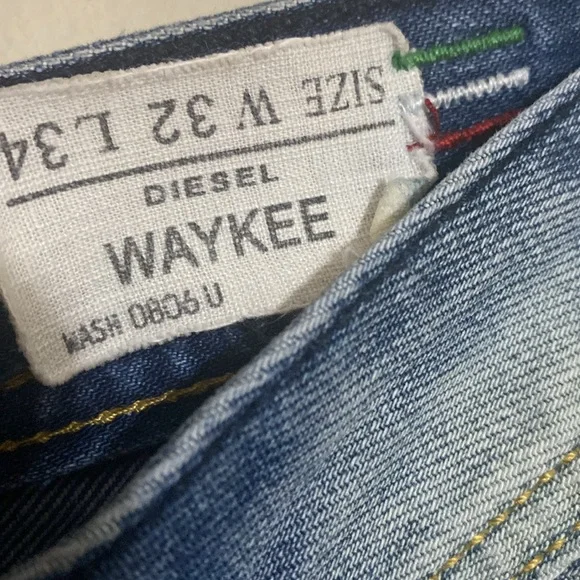 SIZE W 32 L 34
DIESEL
WAYKEE
WASH 0806 U